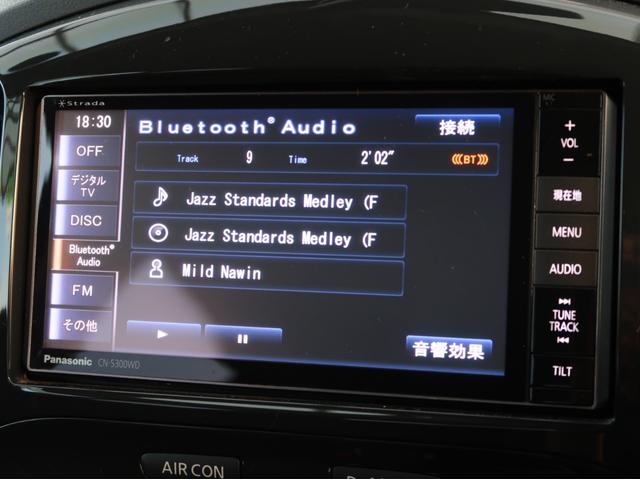 Strada
18:30
OFF
デジタル
TV
DISC
Bluetooth®
Audio
FM
その他
Bluetooth® Audio
接続
Track 9 Time 2'02"
BT
Jazz Standards Medley (F
Jazz Standards Medley (F
Mild Nawin
音響効果
Panasonic CN-S300WD
+
VOL
−
現在地
MENU
AUDIO
TUNE
TRACK
TILT
AIR CON